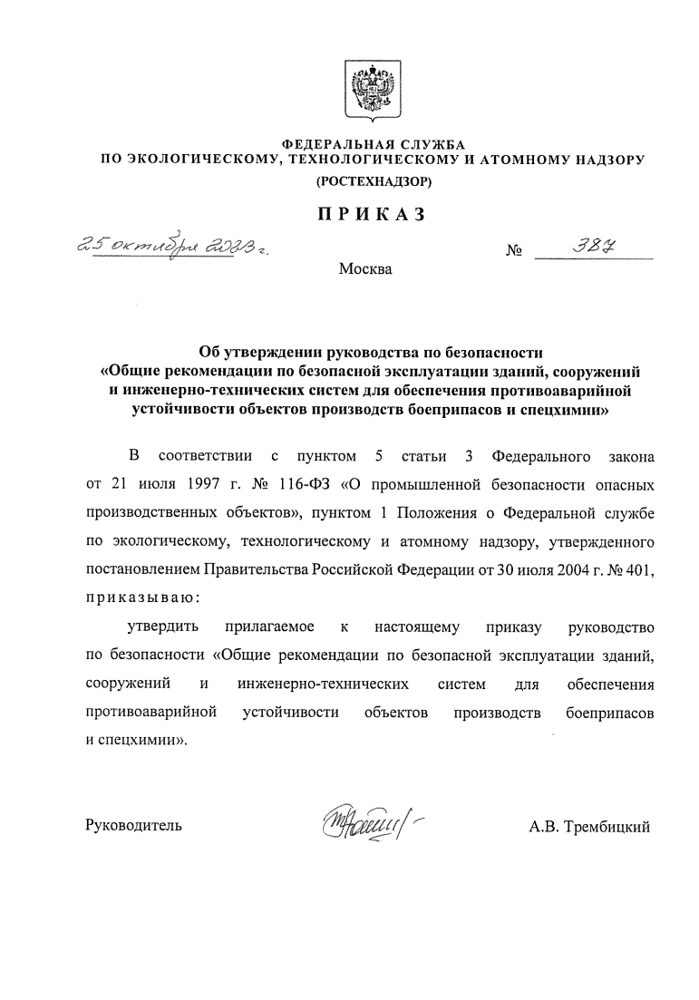 ФЕДЕРАЛЬНАЯ СЛУЖБА
ПО ЭКОЛОГИЧЕСКОМУ, ТЕХНОЛОГИЧЕСКОМУ И АТОМНОМУ НАДЗОРУ
(РОСТЕХНАДЗОР)
ПРИКАЗ
25 октября 2023 г. № 387
Москва
Об утверждении руководства по безопасности
«Общие рекомендации по безопасной эксплуатации зданий, сооружений
и инженерно-технических систем для обеспечения противоаварийной
устойчивости объектов производств боеприпасов и спецхимии»
В соответствии с пунктом 5 статьи 3 Федерального закона
от 21 июля 1997 г. № 116-ФЗ «О промышленной безопасности опасных
производственных объектов», пунктом 1 Положения о Федеральной службе
по экологическому, технологическому и атомному надзору, утвержденного
постановлением Правительства Российской Федерации от 30 июля 2004 г. № 401,
приказываю:
утвердить прилагаемое к настоящему приказу руководство
по безопасности «Общие рекомендации по безопасной эксплуатации зданий,
сооружений и инженерно-технических систем для обеспечения
противоаварийной устойчивости объектов производств боеприпасов
и спецхимии».
Руководитель А.В. Трембицкий